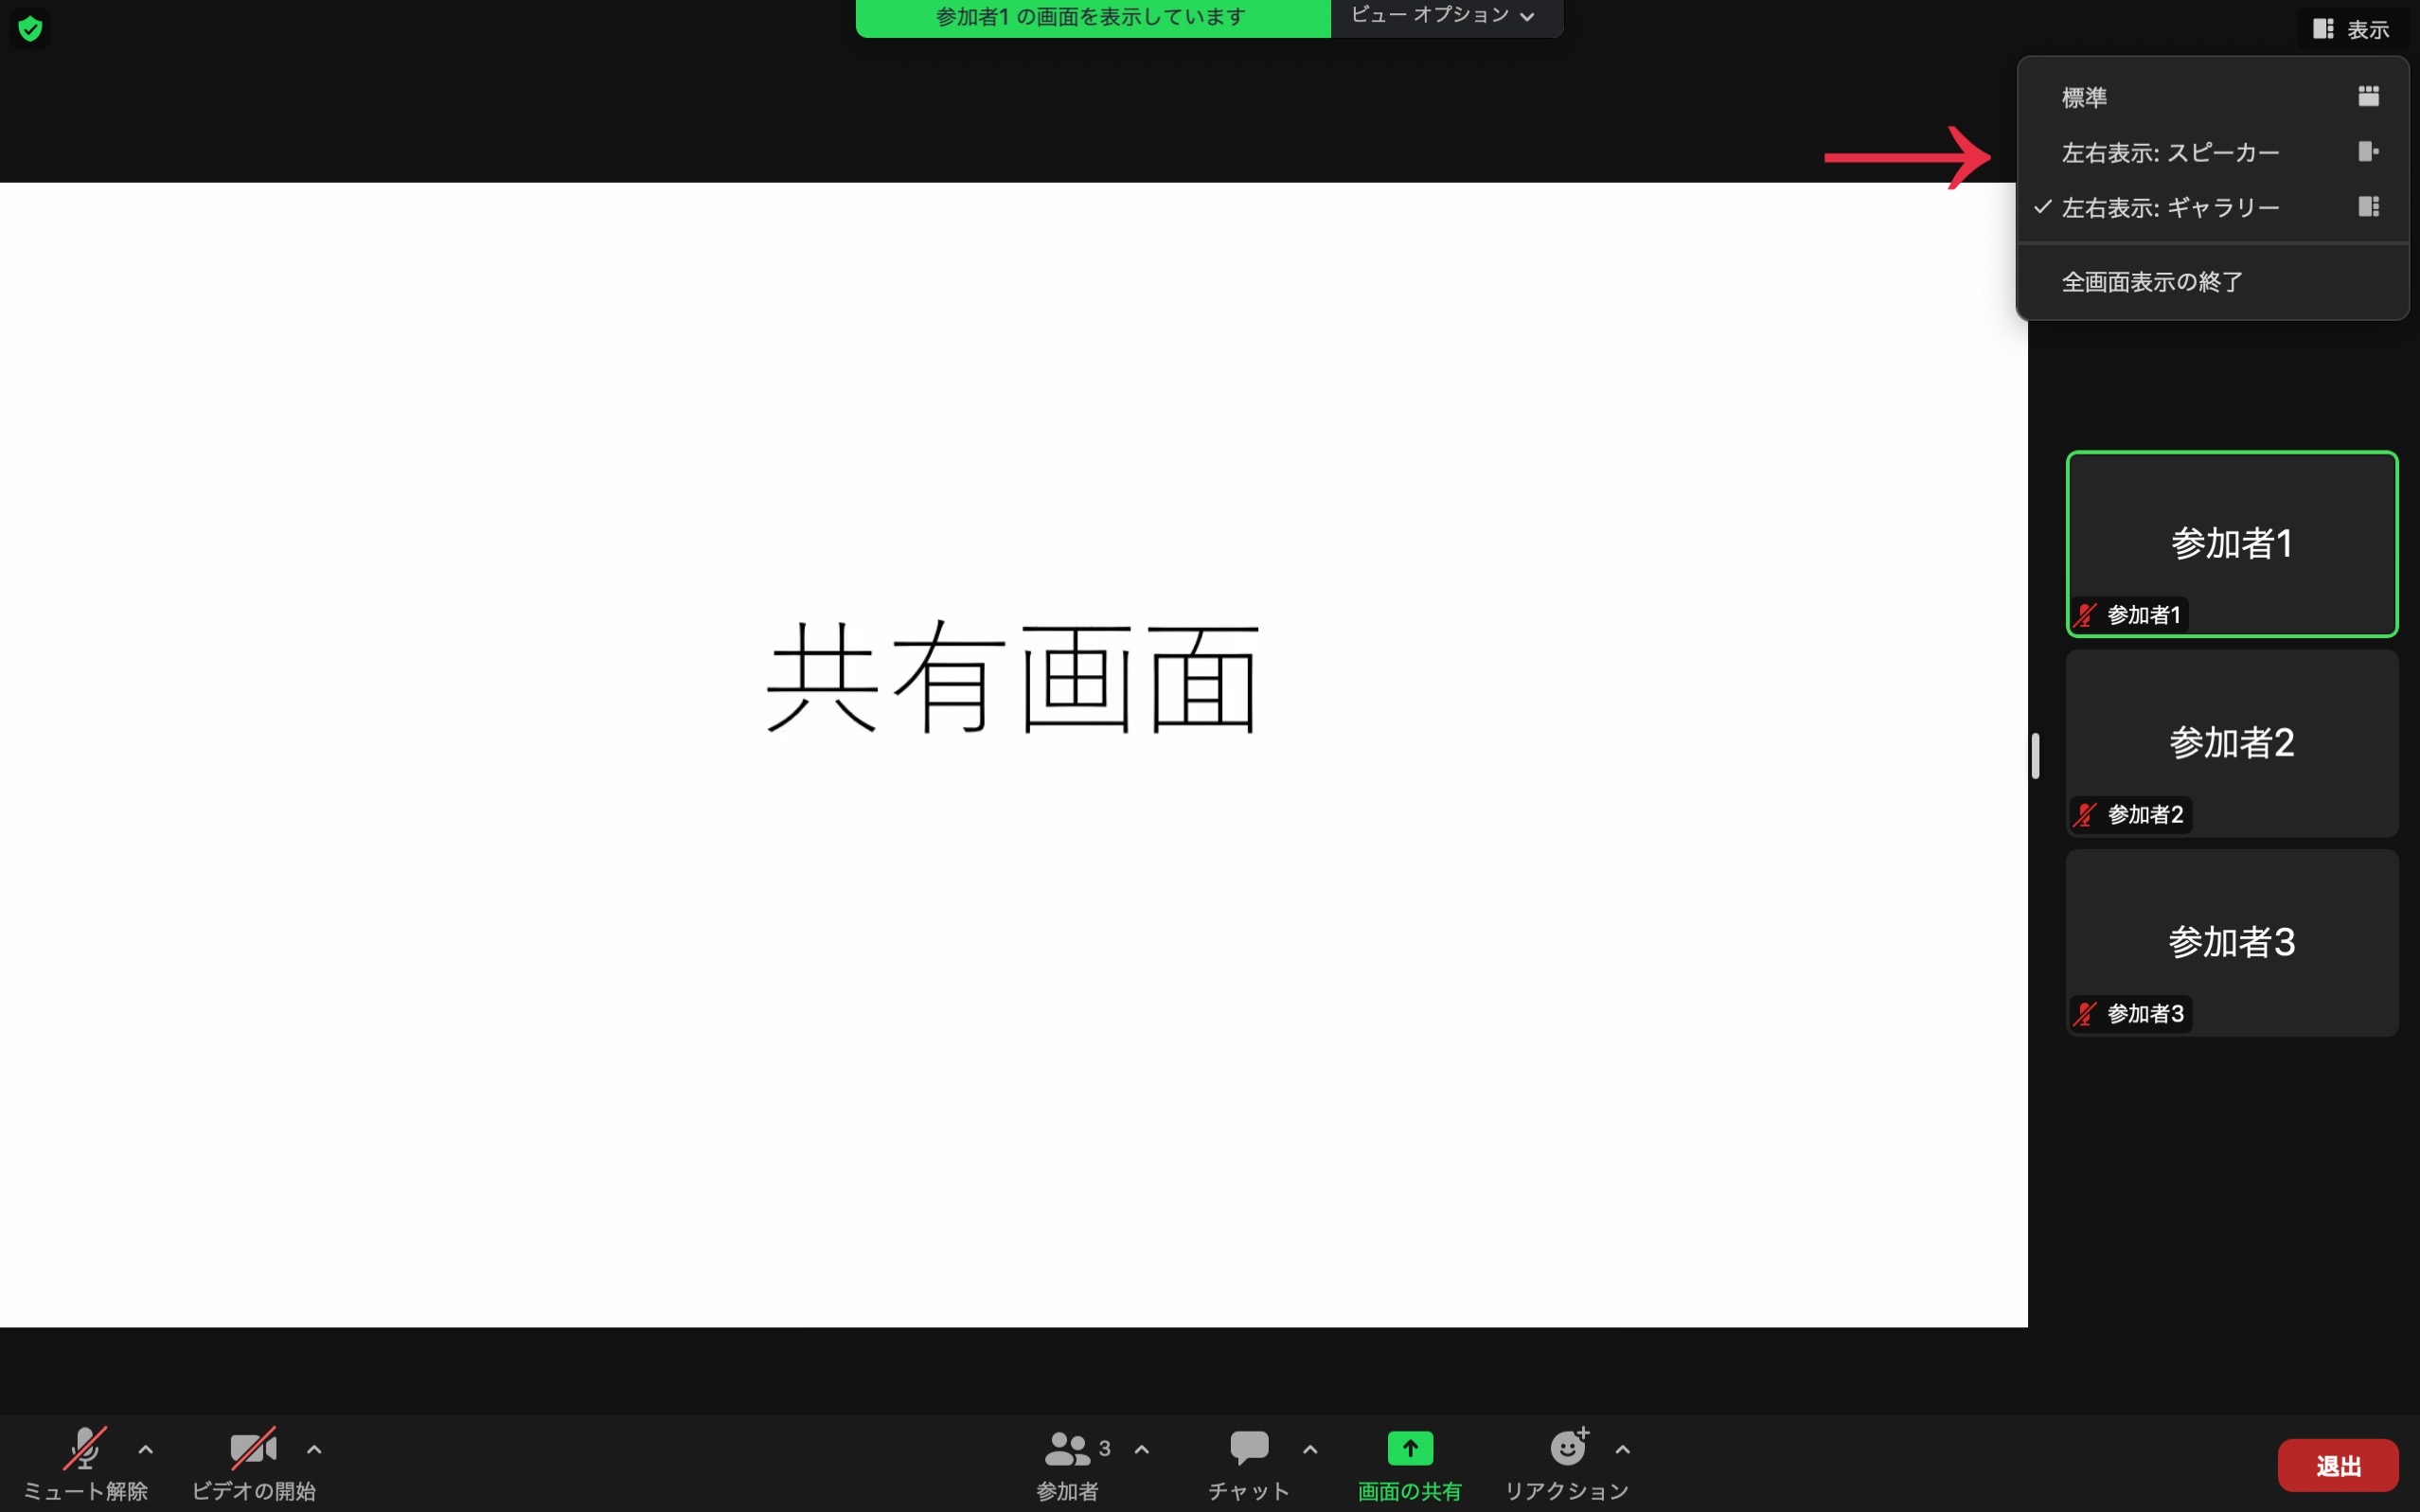 参加者1 の画面を表示しています
ビュー オプション
表示
標準
左右表示: スピーカー
左右表示: ギャラリー
全画面表示の終了
共有画面
参加者1
参加者1
参加者2
参加者2
参加者3
参加者3
ミュート解除
ビデオの開始
3
参加者
チャット
画面の共有
リアクション
退出